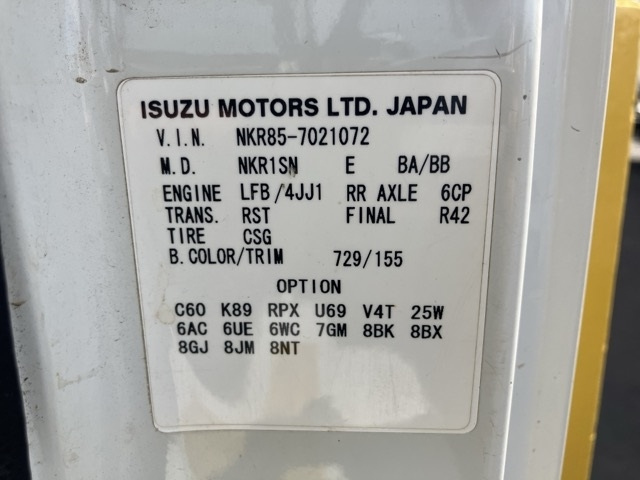 ISUZU MOTORS LTD. JAPAN
V.I.N. NKR85-7021072
M.D. NKR1SN E BA/BB
ENGINE LFB/4JJ1 RR AXLE 6CP
TRANS. RST FINAL R42
TIRE CSG
B.COLOR/TRIM 729/155
OPTION
C60 K89 RPX U69 V4T 25W
6AC 6UE 6WC 7GM 8BK 8BX
8GJ 8JM 8NT